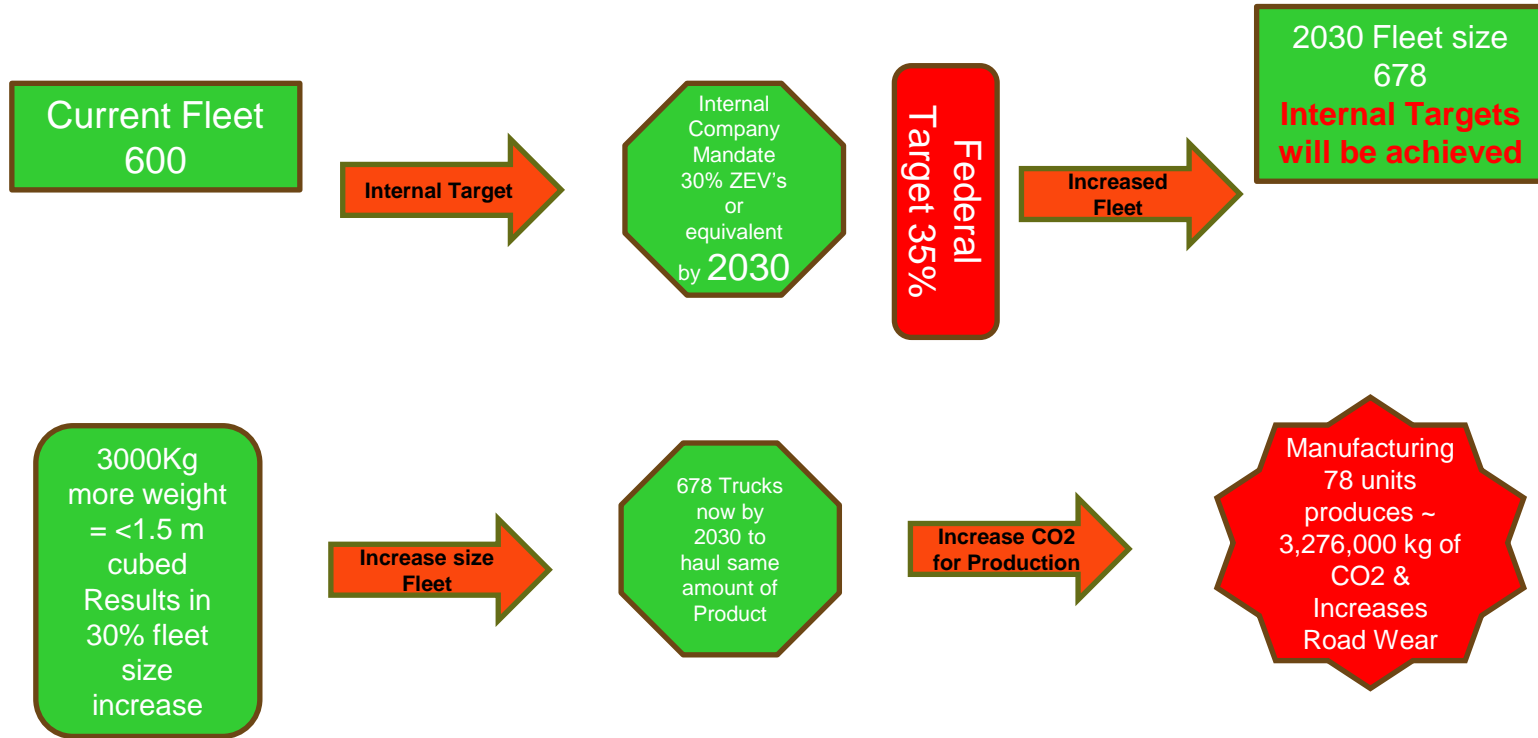 Current Fleet
600
Internal Target
Internal
Company
Mandate
30% ZEV's
or
equivalent
by 2030
Federal
Target 35%
Increased
Fleet
2030 Fleet size
678
Internal Targets
will be achieved
3000Kg
more weight
= <1.5 m
cubed
Results in
30% fleet
size
increase
Increase size
Fleet
678 Trucks
now by
2030 to
haul same
amount of
Product
Increase CO2
for Production
Manufacturing
78 units
produces ~
3,276,000 kg of
CO2 &
Increases
Road Wear